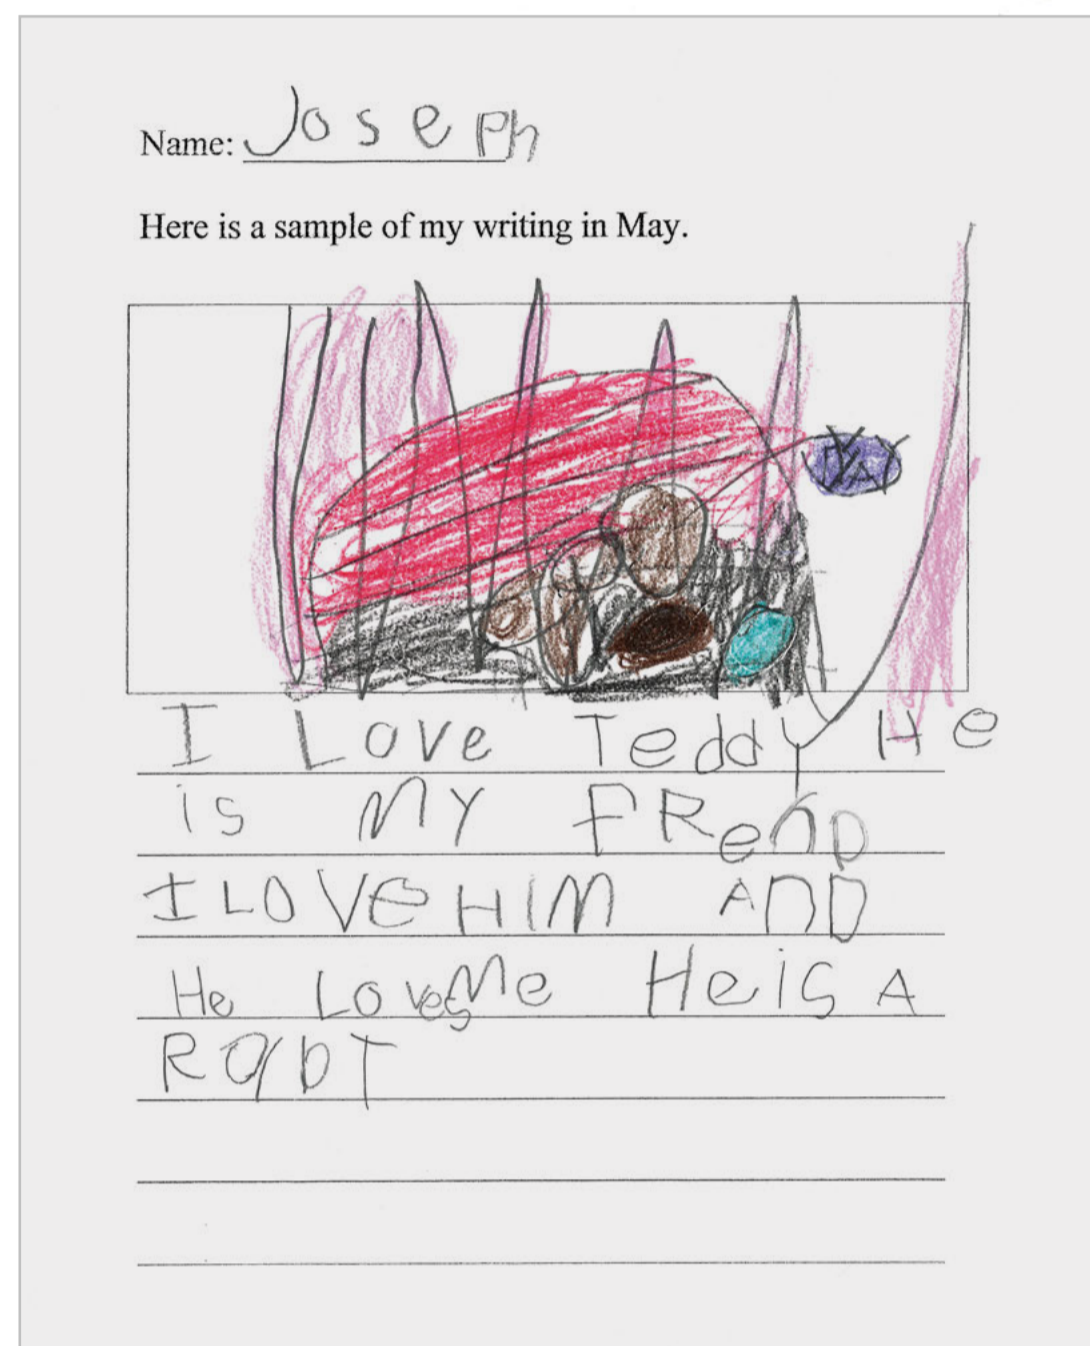 Name: Joseph
Here is a sample of my writing in May.
I Love Teddy He
is My FRenD
I LOVE HIM AND
He Loves Me He is A
RabT